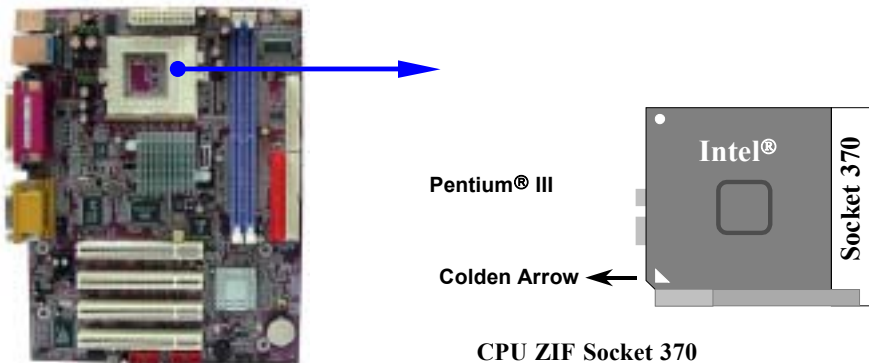 Intel®
Pentium® III
Socket 370
Colden Arrow
CPU ZIF Socket 370